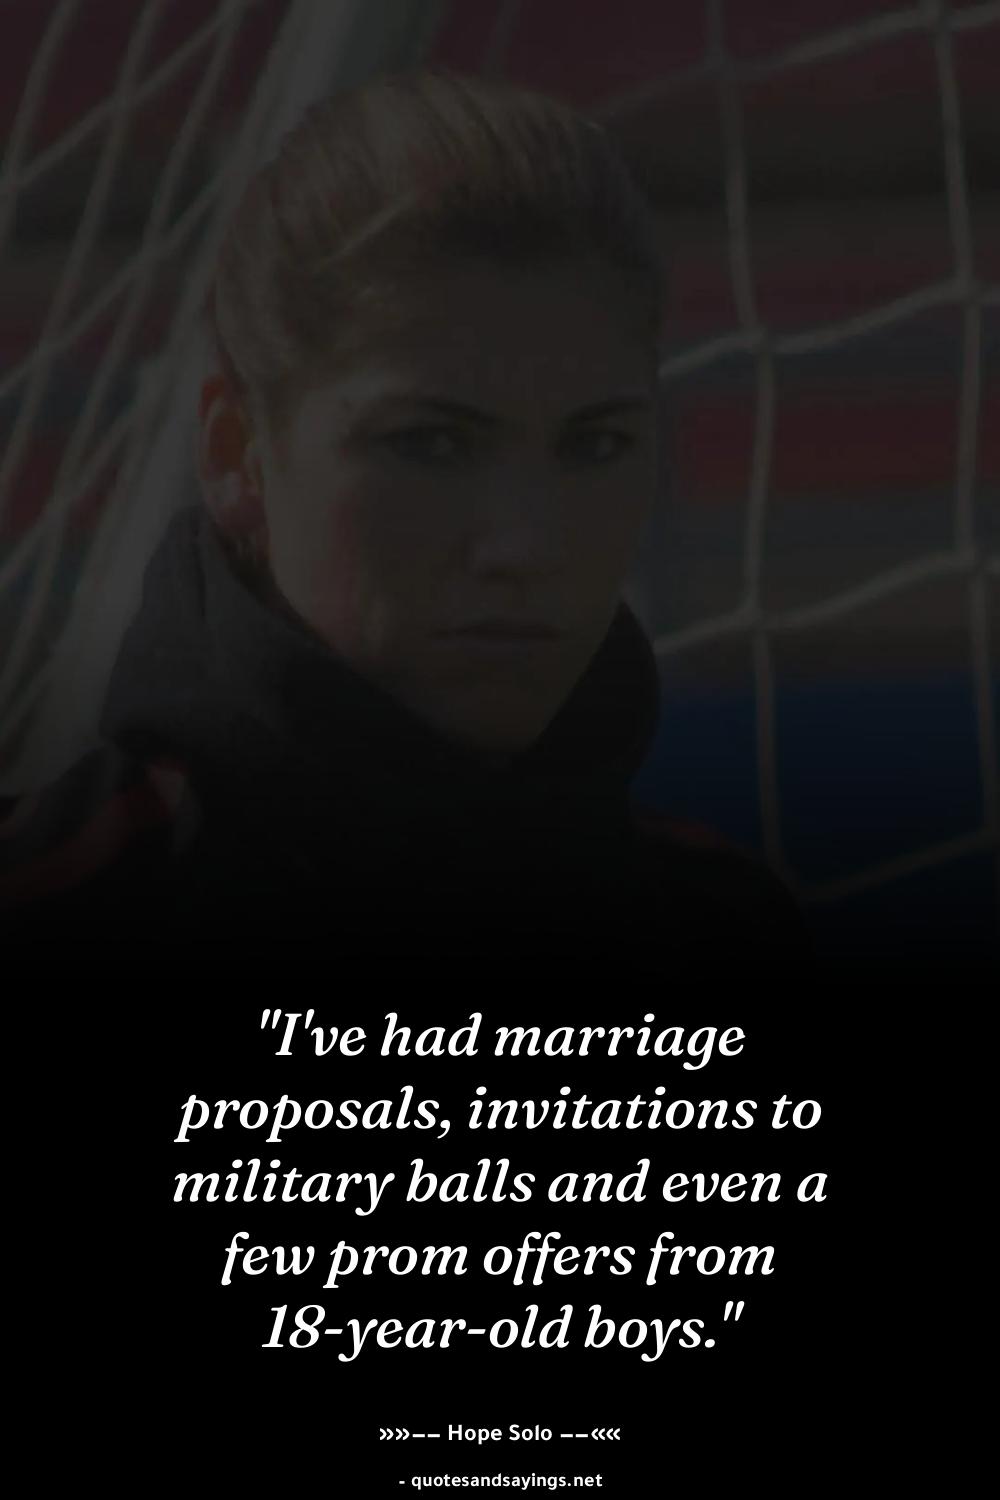 "I've had marriage
proposals, invitations to
military balls and even a
few prom offers from
18-year-old boys."
»»–– Hope Solo ––««
- quotesandsayings.net